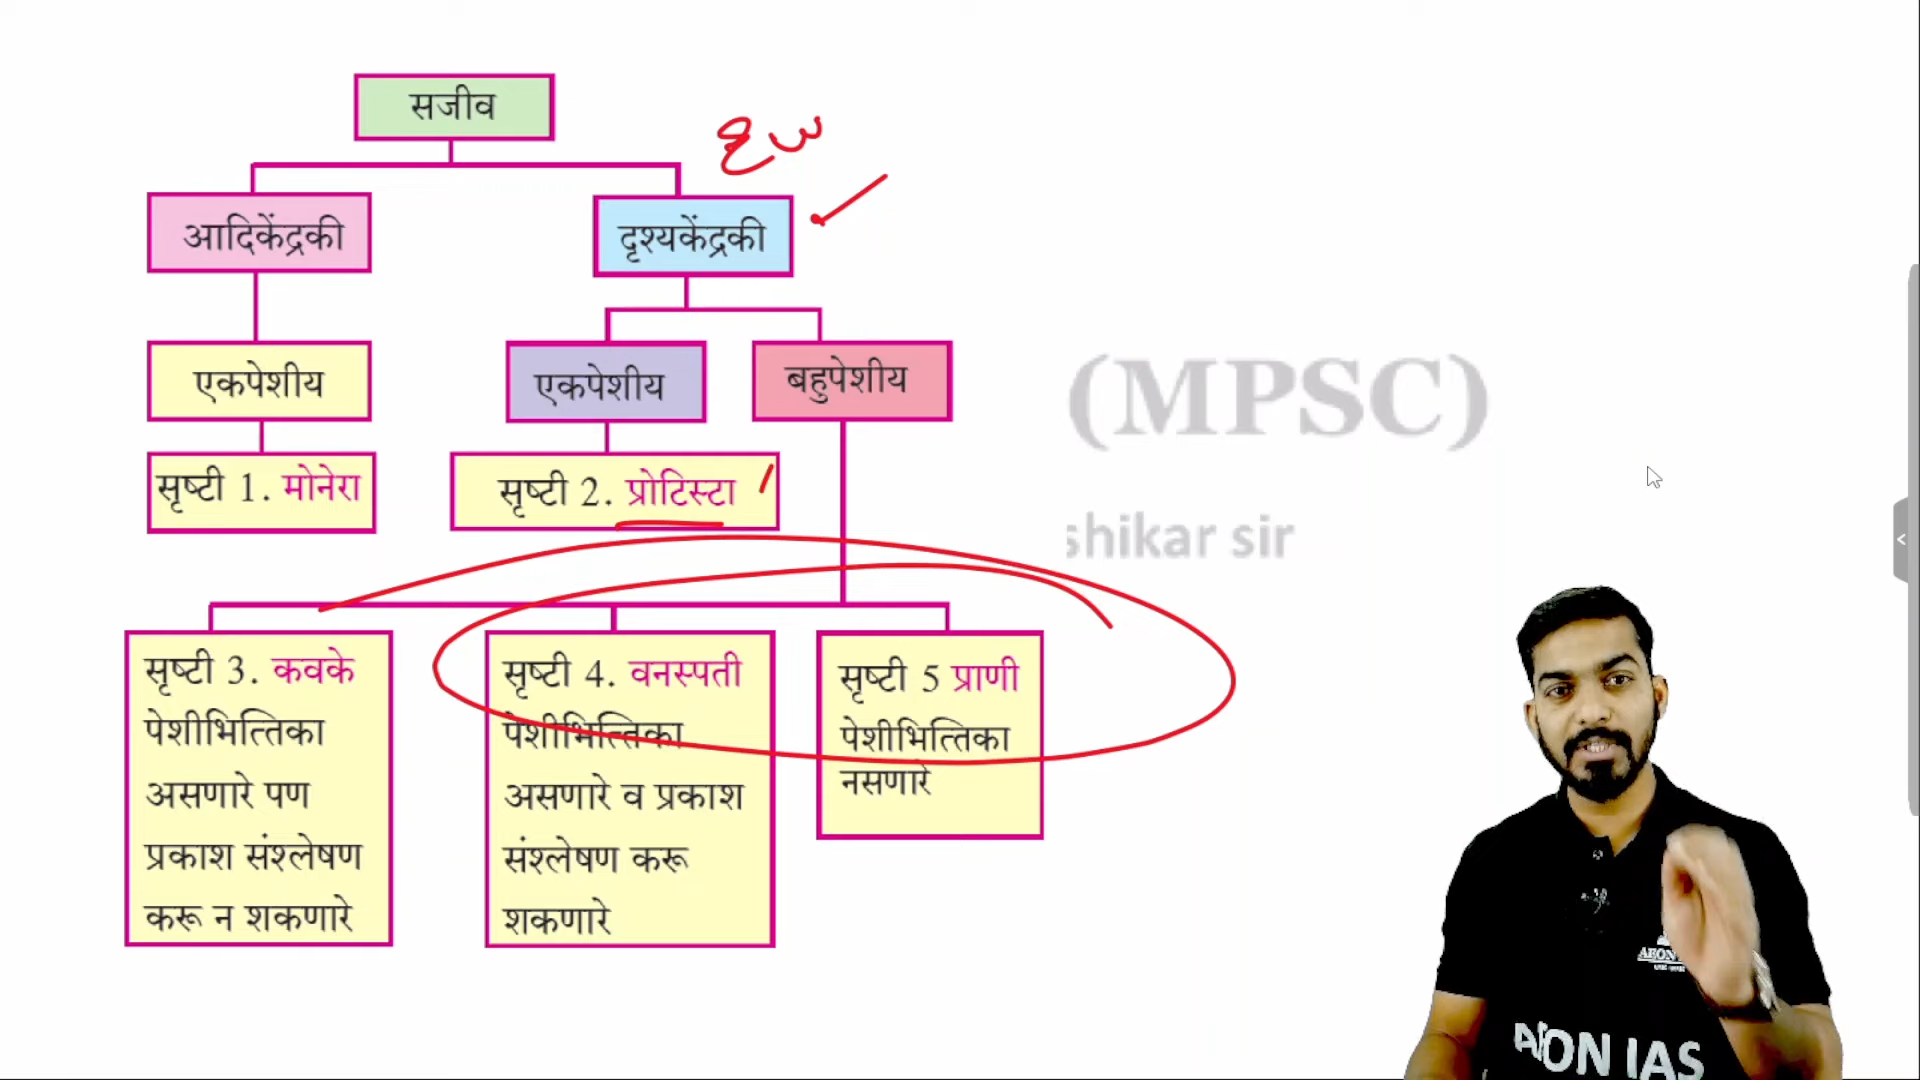 सजीव
आदिकेंद्रकी
दृश्यकेंद्रकी
एकपेशीय
एकपेशीय
बहुपेशीय
सृष्टी 1. मोनेरा
सृष्टी 2. प्रोटिस्टा
(MPSC)
shikar sir
सृष्टी 3. कवके
पेशीभित्तिका
असणारे पण
प्रकाश संश्लेषण
करू न शकणारे
सृष्टी 4. वनस्पती
पेशीभित्तिका
असणारे व प्रकाश
संश्लेषण करू
शकणारे
सृष्टी 5 प्राणी
पेशीभित्तिका
नसणारे
AEON
AEON IAS